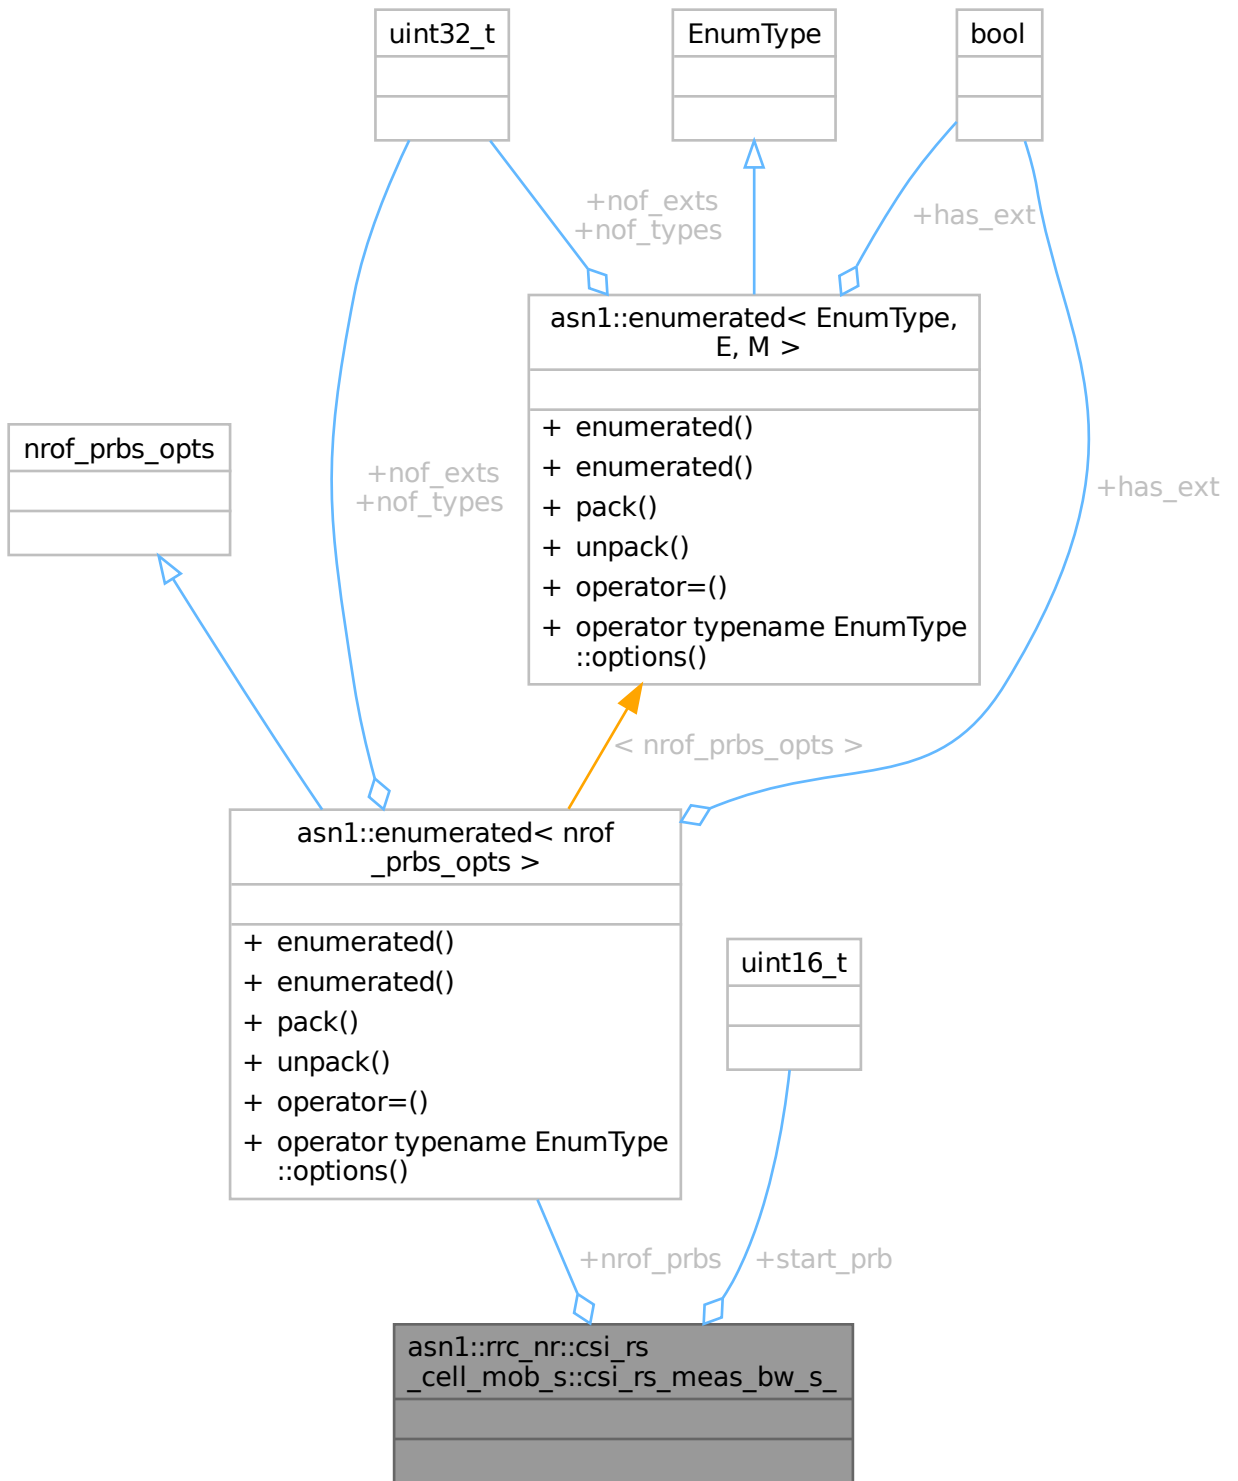 uint32_t
EnumType
bool
+nof_exts
+nof_types
+has_ext
asn1::enumerated< EnumType,
E, M >
+ enumerated()
+ enumerated()
+ pack()
+ unpack()
+ operator=()
+ operator typename EnumType
::options()
nrof_prbs_opts
+nof_exts
+nof_types
+has_ext
< nrof_prbs_opts >
asn1::enumerated< nrof
_prbs_opts >
+ enumerated()
+ enumerated()
+ pack()
+ unpack()
+ operator=()
+ operator typename EnumType
::options()
uint16_t
+nrof_prbs
+start_prb
asn1::rrc_nr::csi_rs
_cell_mob_s::csi_rs_meas_bw_s_